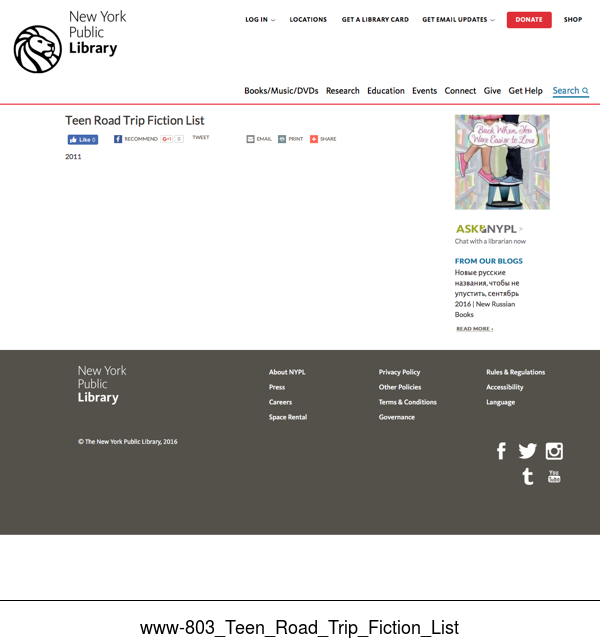 New York
Public
Library
LOG IN
LOCATIONS
GET A LIBRARY CARD
GET EMAIL UPDATES
DONATE
SHOP
Books/Music/DVDs
Research
Education
Events
Connect
Give
Get Help
Search
Teen Road Trip Fiction List
Like 0
RECOMMEND
G+1 0
TWEET
EMAIL
PRINT
SHARE
2011
Back When You
Were Easier to Love
ASK NYPL >
Chat with a librarian now
FROM OUR BLOGS
Новые русские
названия, чтобы не
упустить, сентябрь
2016 | New Russian
Books
READ MORE ›
New York
Public
Library
About NYPL
Press
Careers
Space Rental
Privacy Policy
Other Policies
Terms & Conditions
Governance
Rules & Regulations
Accessibility
Language
© The New York Public Library, 2016
You
Tube
www-803_Teen_Road_Trip_Fiction_List